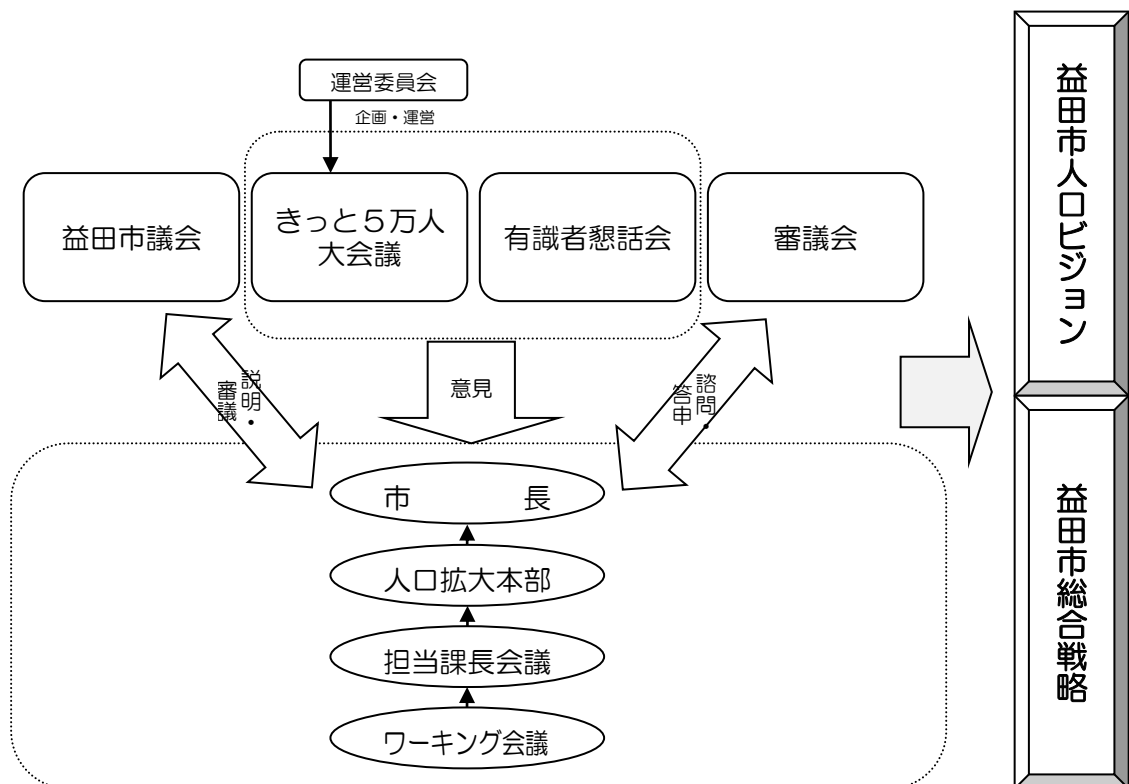 運営委員会
企画・運営
益田市議会
きっと５万人
大会議
有識者懇話会
審議会
説明・
審議
意見
諮問・
答申
市　　　　長
人口拡大本部
担当課長会議
ワーキング会議
益田市人口ビジョン
益田市総合戦略